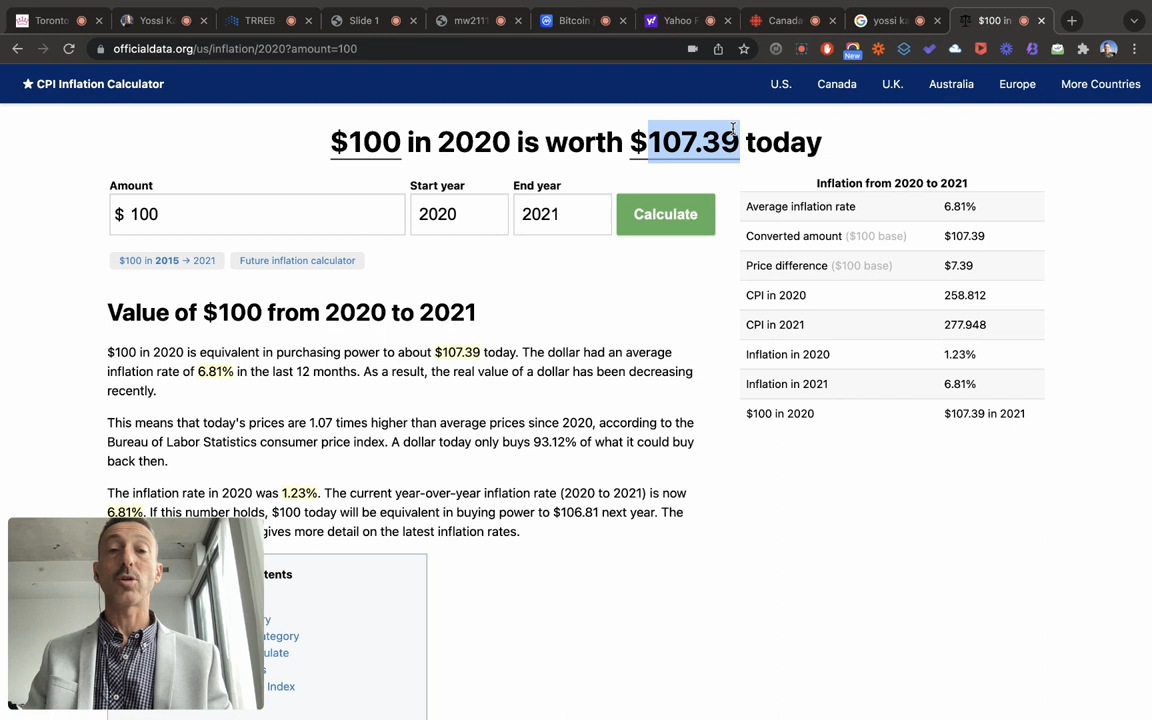 Toronto
Yossi K
TRREB -
Slide 1
mw2111
Bitcoin
Yahoo F
Canada
yossi ka
$100 in
officialdata.org/us/inflation/2020?amount=100
New
★ CPI Inflation Calculator
U.S.
Canada
U.K.
Australia
Europe
More Countries
$100 in 2020 is worth $107.39 today
Amount
Start year
End year
$ 100
2020
2021
Calculate
$100 in 2015 → 2021
Future inflation calculator
Value of $100 from 2020 to 2021
$100 in 2020 is equivalent in purchasing power to about $107.39 today. The dollar had an average
inflation rate of 6.81% in the last 12 months. As a result, the real value of a dollar has been decreasing
recently.
This means that today's prices are 1.07 times higher than average prices since 2020, according to the
Bureau of Labor Statistics consumer price index. A dollar today only buys 93.12% of what it could buy
back then.
The inflation rate in 2020 was 1.23%. The current year-over-year inflation rate (2020 to 2021) is now
6.81%. If this number holds, $100 today will be equivalent in buying power to $106.81 next year. The
gives more detail on the latest inflation rates.
tents
ry
ategory
ulate
s
Index
Inflation from 2020 to 2021
Average inflation rate 6.81%
Converted amount ($100 base) $107.39
Price difference ($100 base) $7.39
CPI in 2020 258.812
CPI in 2021 277.948
Inflation in 2020 1.23%
Inflation in 2021 6.81%
$100 in 2020 $107.39 in 2021